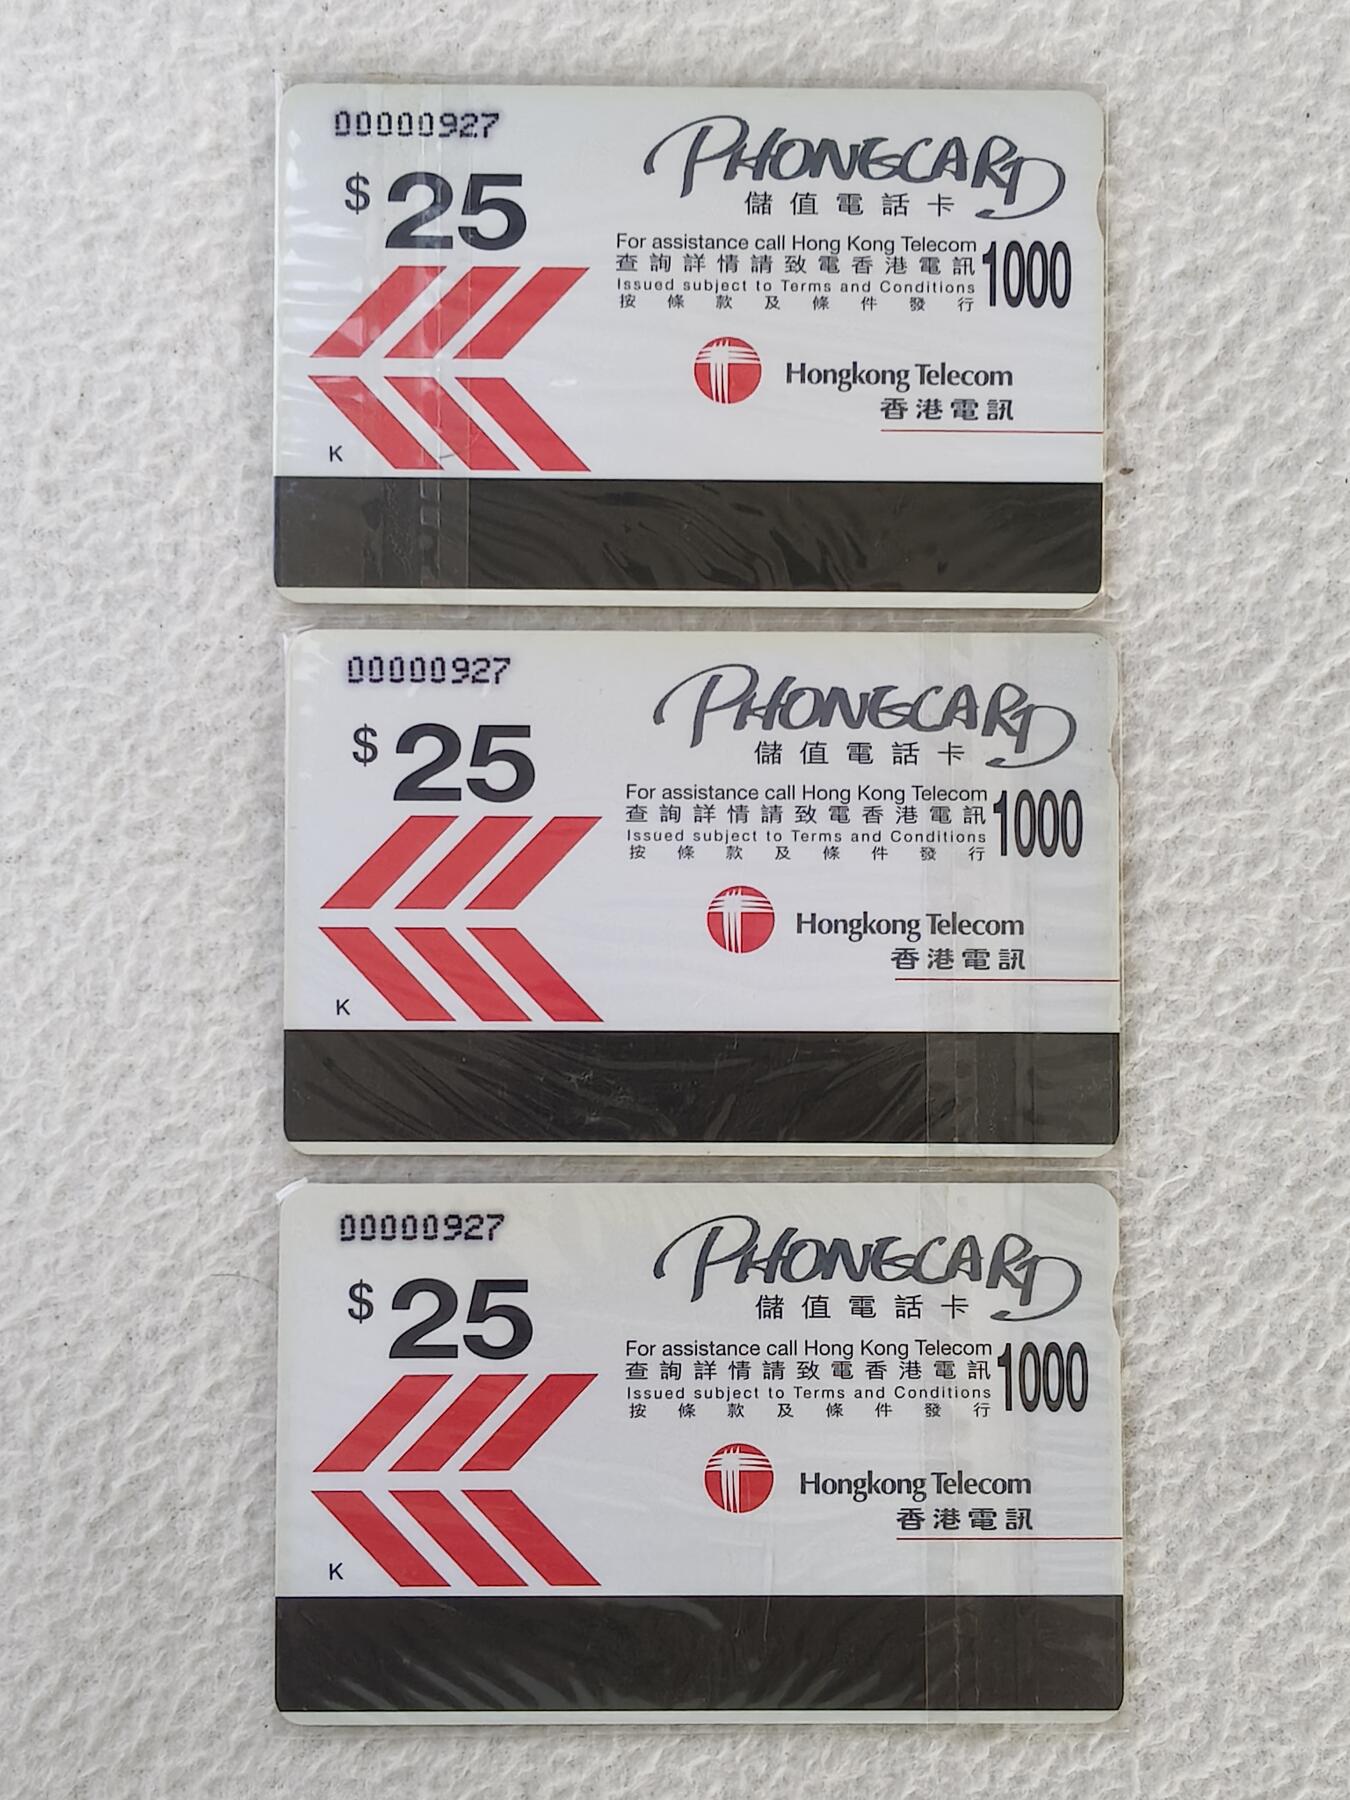 00000927
$25
PHONECARD
儲值電話卡
For assistance call Hong Kong Telecom
查詢詳情請致電香港電訊
1000
Issued subject to Terms and Conditions
按條款及條件發行
Hongkong Telecom
香港電訊
K
00000927
$25
PHONECARD
儲值電話卡
For assistance call Hong Kong Telecom
查詢詳情請致電香港電訊
1000
Issued subject to Terms and Conditions
按條款及條件發行
Hongkong Telecom
香港電訊
K
00000927
$25
PHONECARD
儲值電話卡
For assistance call Hong Kong Telecom
查詢詳情請致電香港電訊
1000
Issued subject to Terms and Conditions
按條款及條件發行
Hongkong Telecom
香港電訊
K